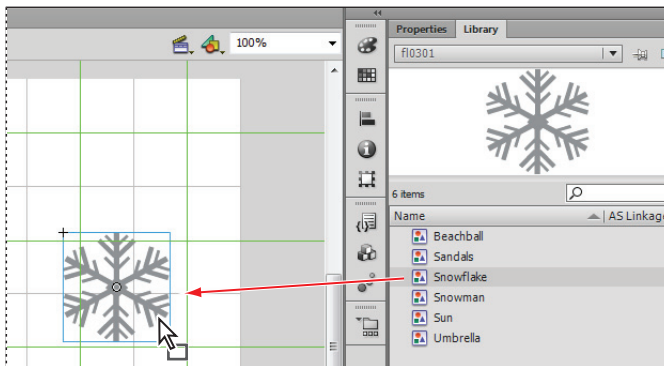 Properties Library
100%
fl0301
6 items
Name AS Linkage
Beachball
Sandals
Snowflake
Snowman
Sun
Umbrella